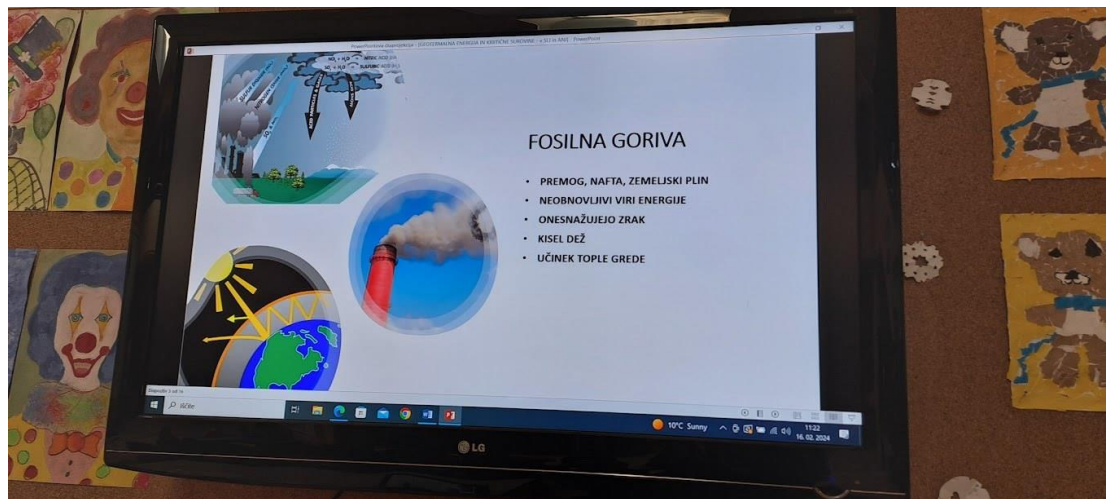 FOSILNA GORIVA
• PREMOG, NAFTA, ZEMELJSKI PLIN
• NEOBNOVLJIVI VIRI ENERGIJE
• ONESNAŽUJEJO ZRAK
• KISEL DEŽ
• UČINEK TOPLE GREDE
Iščite
10°C Sunny
11:22
16. 02. 2024
LG